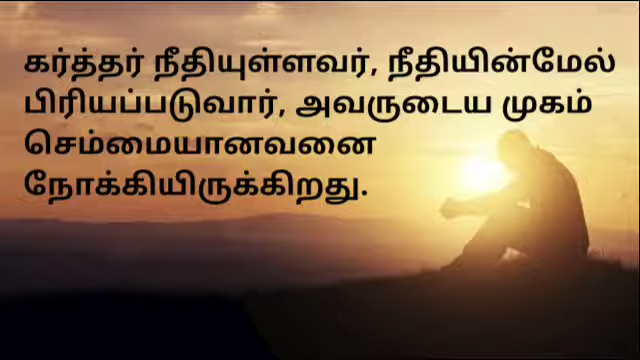 கர்த்தர் நீதியுள்ளவர், நீதியின்மேல்
பிரியப்படுவார், அவருடைய முகம்
செம்மையானவனை
நோக்கியிருக்கிறது.